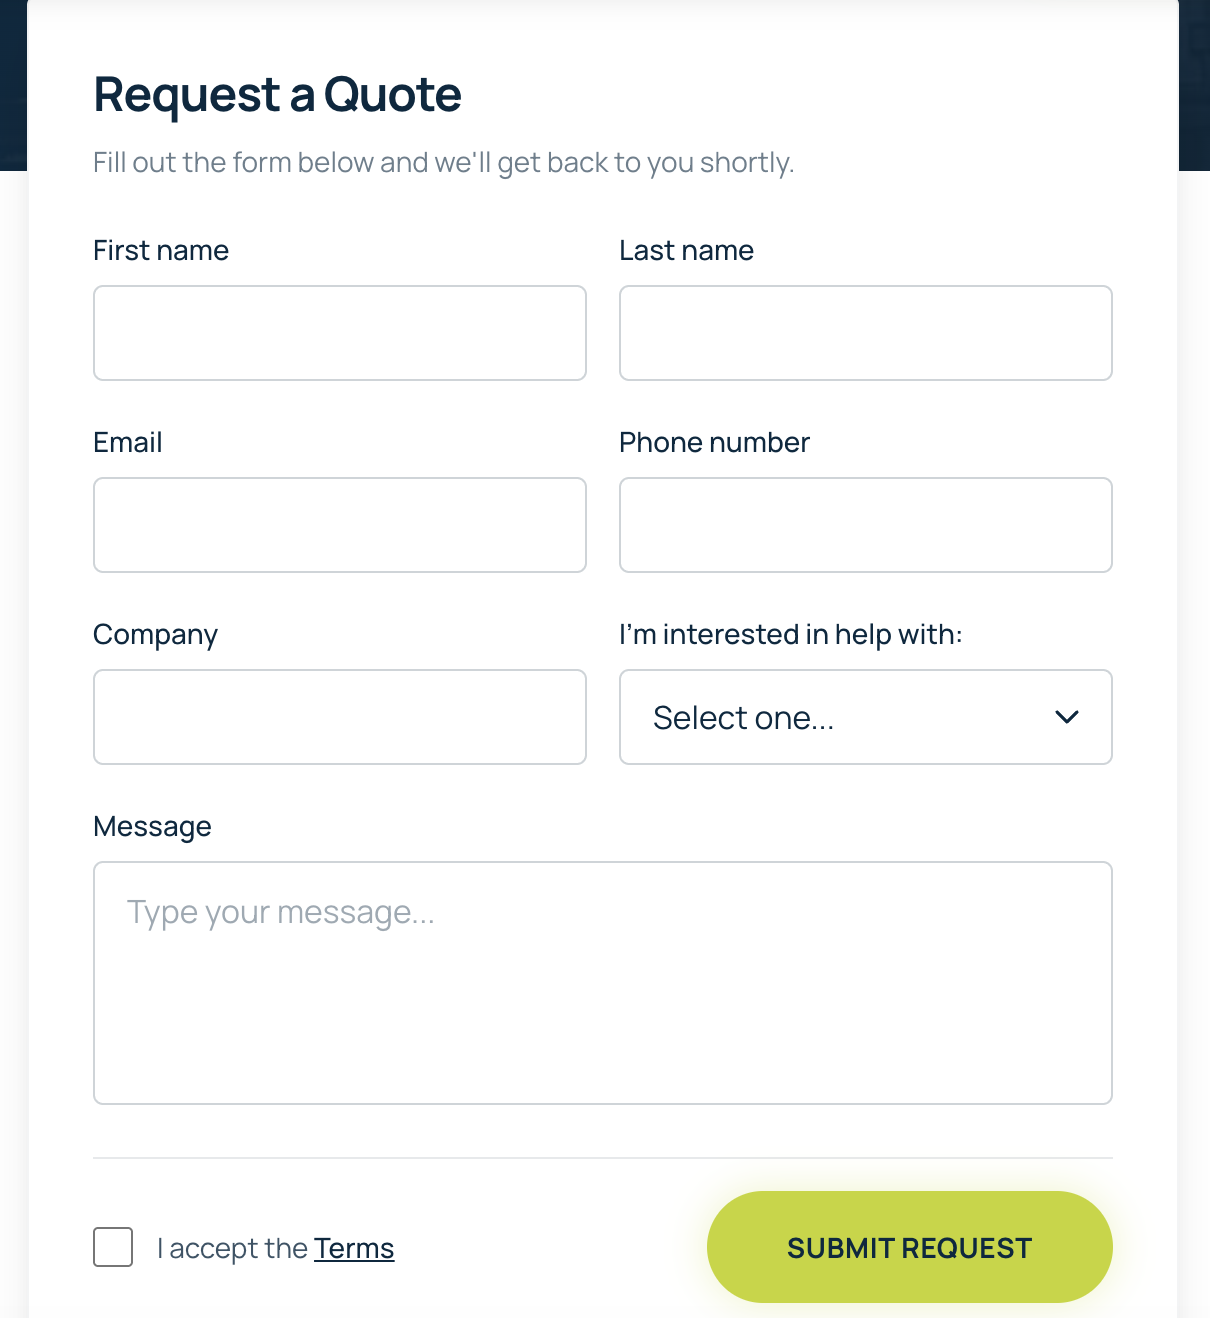 Request a Quote
Fill out the form below and we'll get back to you shortly.
First name
Last name
Email
Phone number
Company
I’m interested in help with:
Select one...
Message
Type your message...
I accept the Terms
SUBMIT REQUEST